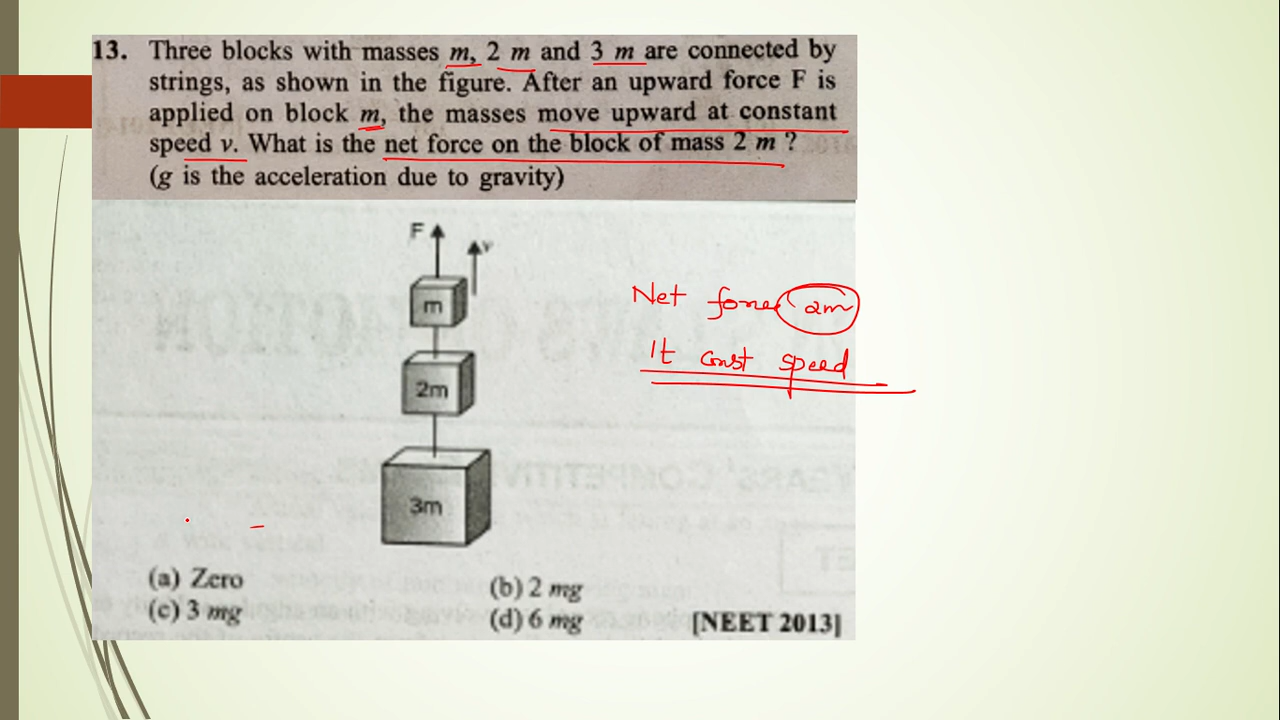 13. Three blocks with masses m, 2 m and 3 m are connected by
strings, as shown in the figure. After an upward force F is
applied on block m, the masses move upward at constant
speed v. What is the net force on the block of mass 2 m ?
(g is the acceleration due to gravity)
F
v
m
2m
3m
Net force 2m
It const speed
(a) Zero
(b) 2 mg
(c) 3 mg
(d) 6 mg
[NEET 2013]